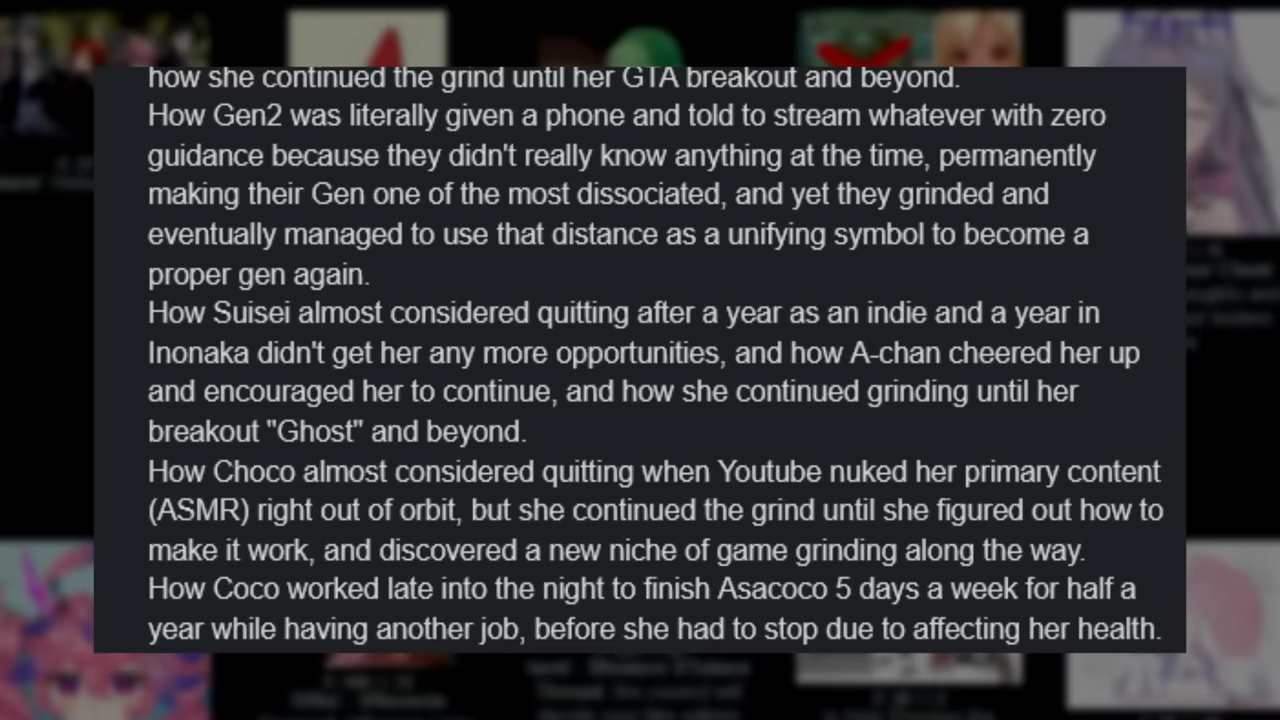 how she continued the grind until her GTA breakout and beyond.
How Gen2 was literally given a phone and told to stream whatever with zero
guidance because they didn't really know anything at the time, permanently
making their Gen one of the most dissociated, and yet they grinded and
eventually managed to use that distance as a unifying symbol to become a
proper gen again.
How Suisei almost considered quitting after a year as an indie and a year in
Inonaka didn't get her any more opportunities, and how A-chan cheered her up
and encouraged her to continue, and how she continued grinding until her
breakout "Ghost" and beyond.
How Choco almost considered quitting when Youtube nuked her primary content
(ASMR) right out of orbit, but she continued the grind until she figured out how to
make it work, and discovered a new niche of game grinding along the way.
How Coco worked late into the night to finish Asacoco 5 days a week for half a
year while having another job, before she had to stop due to affecting her health.